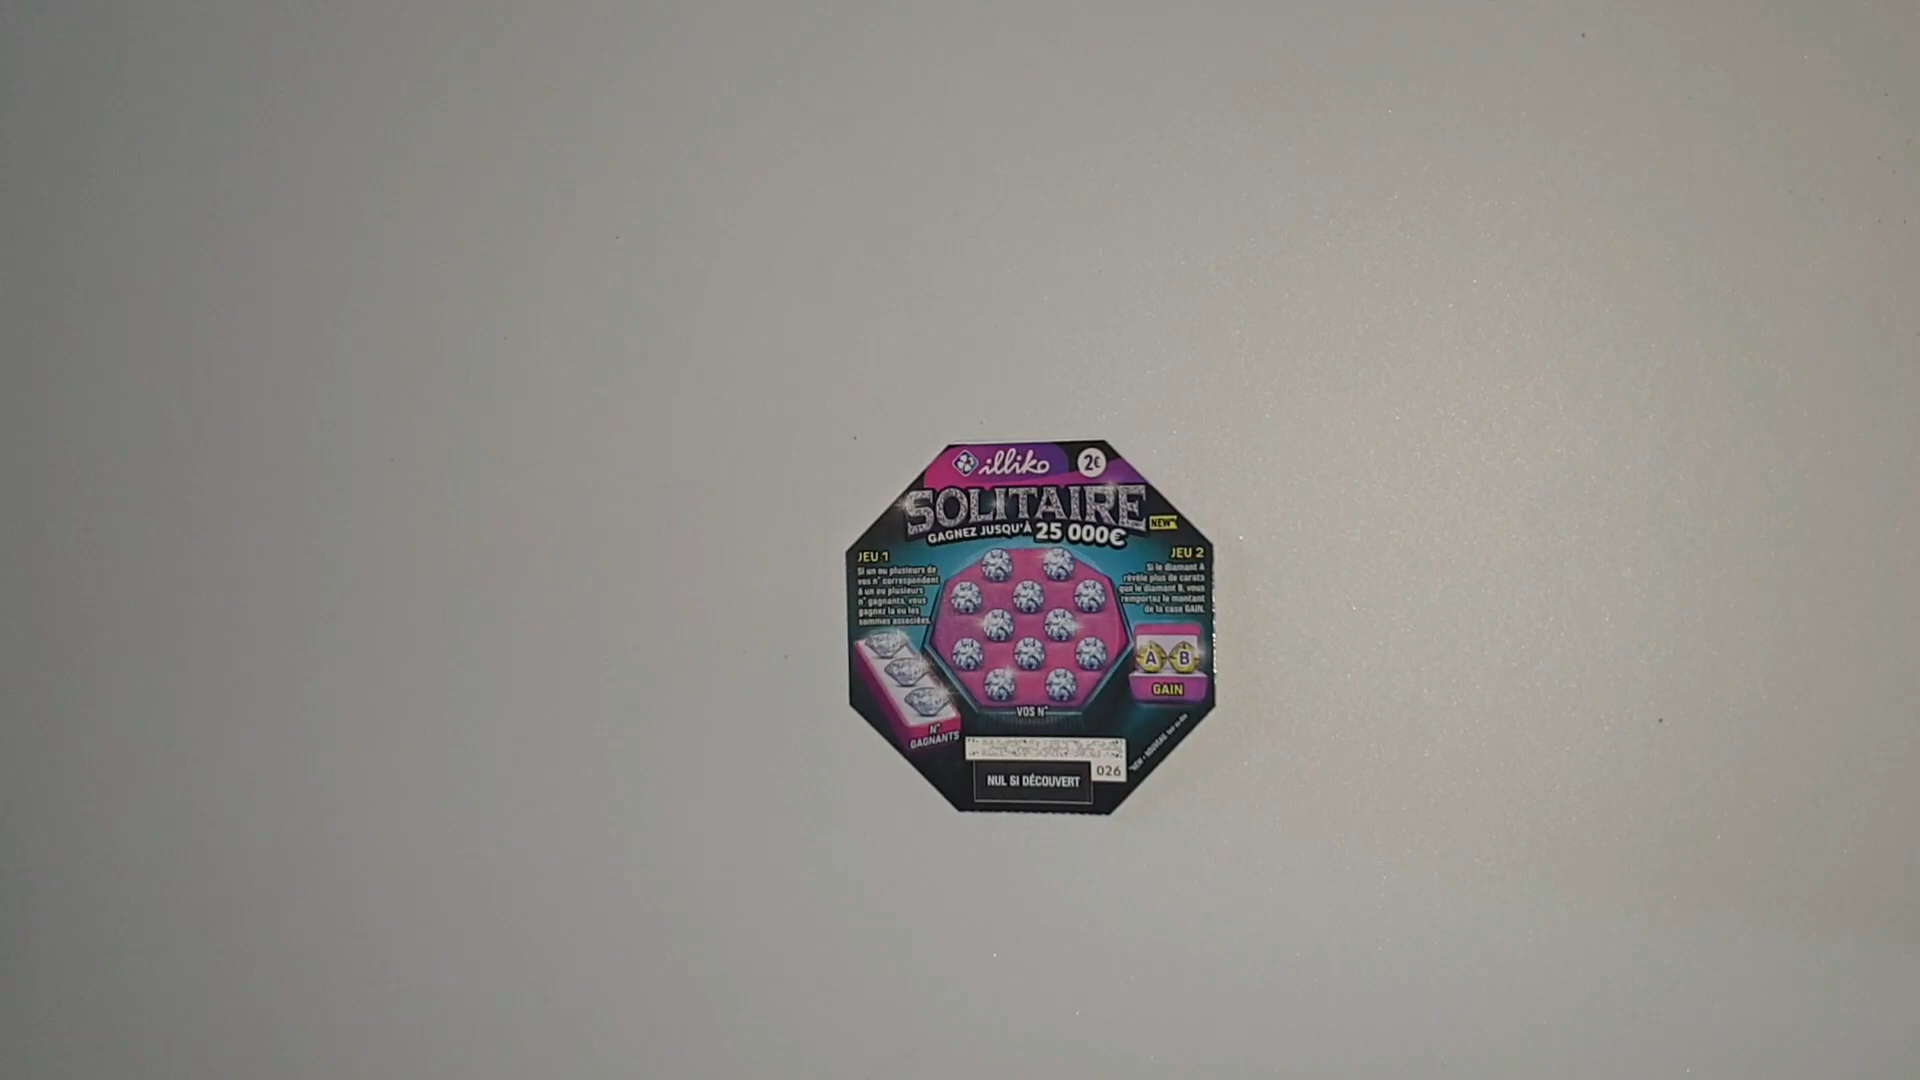 illiko 2€
SOLITAIRE
NEW*
GAGNEZ JUSQU'À 25 000€
JEU 1
Si un ou plusieurs de
vos n° correspondent
à un ou plusieurs
n° gagnants, vous
gagnez la ou les
sommes associées.
JEU 2
Si le diamant A
révèle plus de carats
que le diamant B, vous
remportez le montant
de la case GAIN.
A B
GAIN
N°
GAGNANTS
VOS N°
026
NUL SI DÉCOUVERT